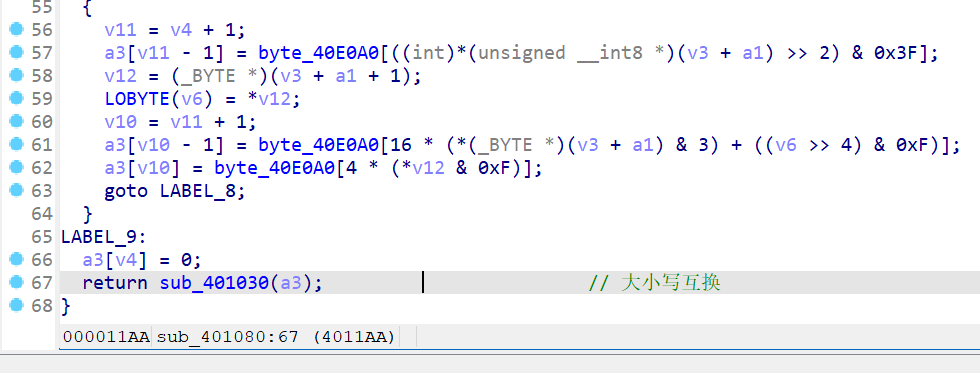 55 {
56 v11 = v4 + 1;
57 a3[v11 - 1] = byte_40E0A0[((int)*(unsigned __int8 *)(v3 + a1) >> 2) & 0x3F];
58 v12 = (_BYTE *)(v3 + a1 + 1);
59 LOBYTE(v6) = *v12;
60 v10 = v11 + 1;
61 a3[v10 - 1] = byte_40E0A0[16 * (*(_BYTE *)(v3 + a1) & 3) + ((v6 >> 4) & 0xF)];
62 a3[v10] = byte_40E0A0[4 * (*v12 & 0xF)];
63 goto LABEL_8;
64 }
65 LABEL_9:
66 a3[v4] = 0;
67 return sub_401030(a3); // 大小写互换
68 }
000011AA sub_401080:67 (4011AA)